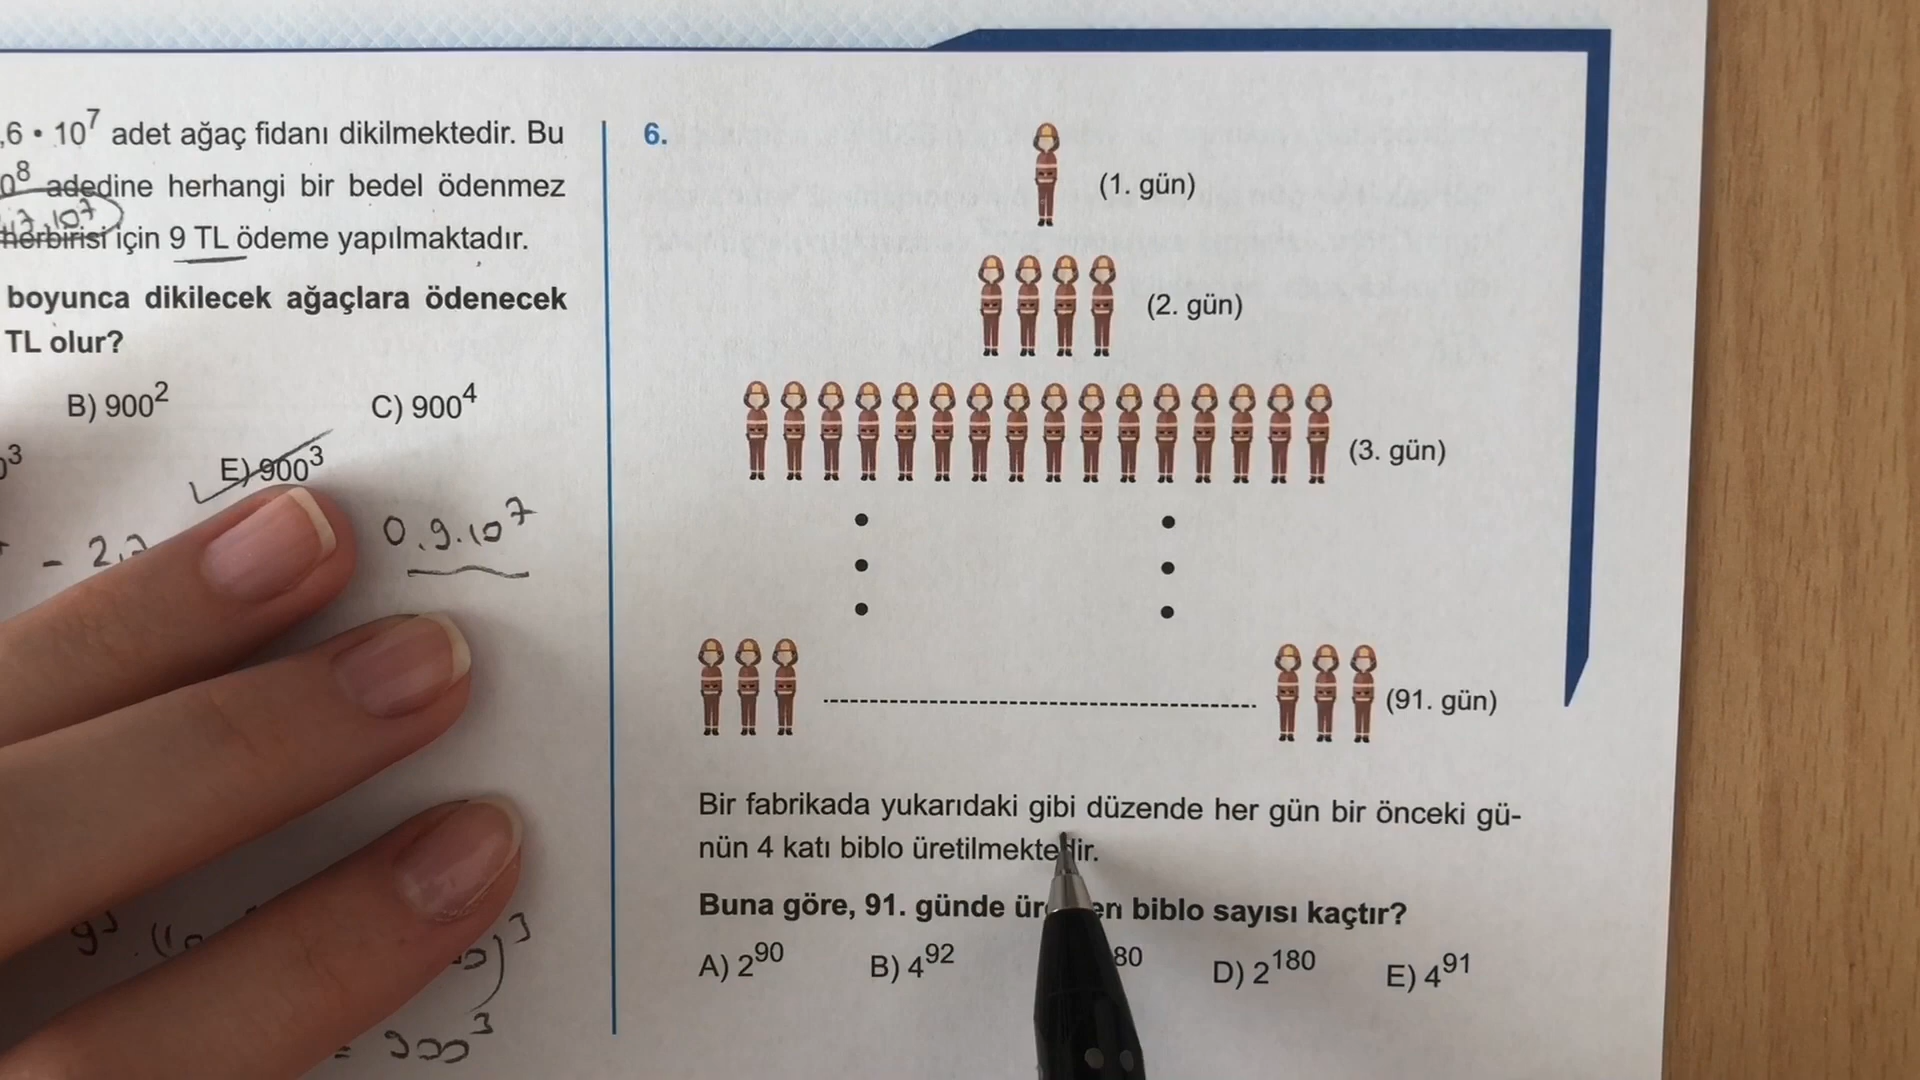 ,6 • 10⁷ adet ağaç fidanı dikilmektedir. Bu
0⁸ adedine herhangi bir bedel ödenmez
herbirisi için 9 TL ödeme yapılmaktadır.
boyunca dikilecek ağaçlara ödenecek
TL olur?
B) 900² C) 900⁴
E) 900³
0,9.10⁷
900³
6.
(1. gün)
(2. gün)
(3. gün)
(91. gün)
Bir fabrikada yukarıdaki gibi düzende her gün bir önceki gü-
nün 4 katı biblo üretilmektedir.
Buna göre, 91. günde biblo sayısı kaçtır?
A) 2⁹⁰ B) 4⁹² 80 D) 2¹⁸⁰ E) 4⁹¹